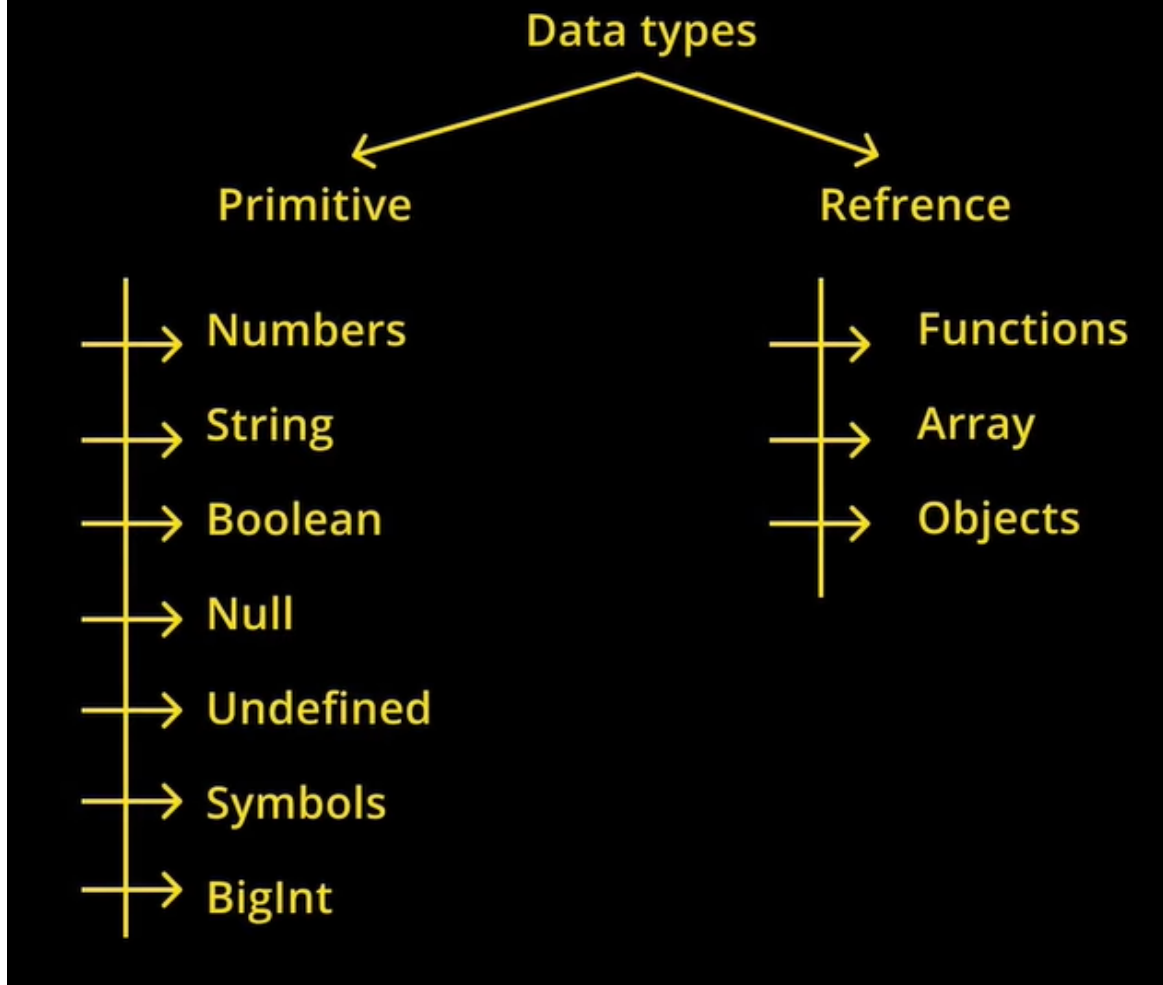 Data types
Primitive
Refrence
Numbers
String
Boolean
Null
Undefined
Symbols
BigInt
Functions
Array
Objects